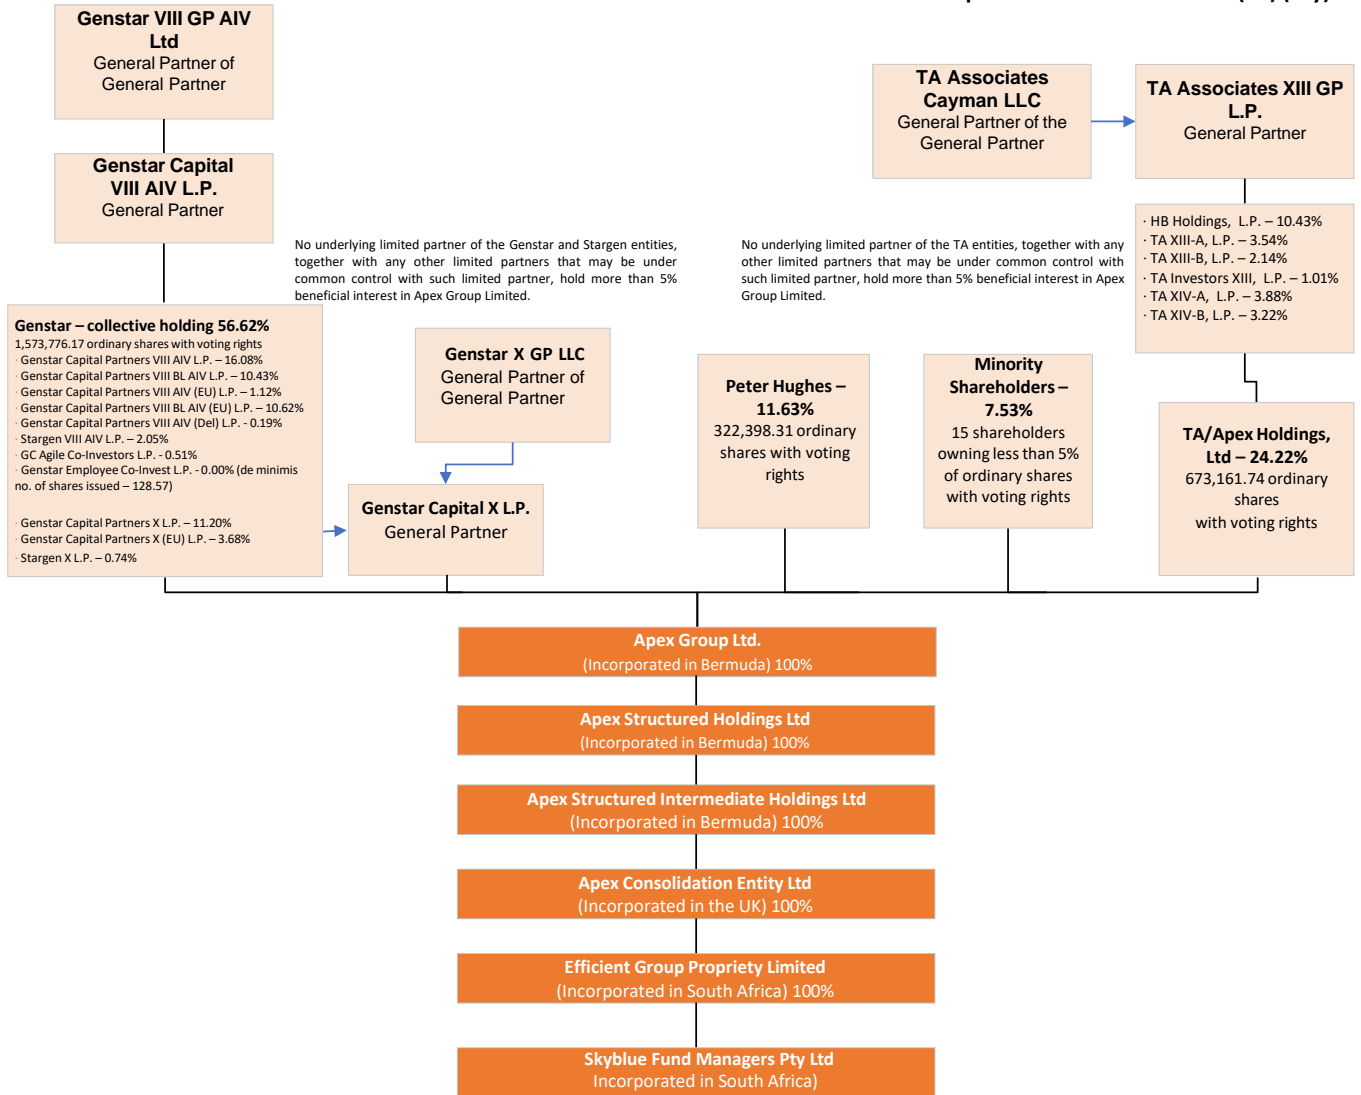 Genstar VIII GP AIV
Ltd
General Partner of
General Partner
TA Associates
Cayman LLC
General Partner of the
General Partner
TA Associates XIII GP
L.P.
General Partner
Genstar Capital
VIII AIV L.P.
General Partner
No underlying limited partner of the Genstar and Stargen entities,
together with any other limited partners that may be under
common control with such limited partner, hold more than 5%
beneficial interest in Apex Group Limited.
No underlying limited partner of the TA entities, together with any
other limited partners that may be under common control with
such limited partner, hold more than 5% beneficial interest in Apex
Group Limited.
· HB Holdings, L.P. – 10.43%
· TA XIII-A, L.P. – 3.54%
· TA XIII-B, L.P. – 2.14%
· TA Investors XIII, L.P. – 1.01%
· TA XIV-A, L.P. – 3.88%
· TA XIV-B, L.P. – 3.22%
Genstar – collective holding 56.62%
1,573,776.17 ordinary shares with voting rights
· Genstar Capital Partners VIII AIV L.P. – 16.08%
· Genstar Capital Partners VIII BL AIV L.P. – 10.43%
· Genstar Capital Partners VIII AIV (EU) L.P. – 1.12%
· Genstar Capital Partners VIII BL AIV (EU) L.P. – 10.62%
· Genstar Capital Partners VIII AIV (Del) L.P. - 0.19%
· Stargen VIII AIV L.P. – 2.05%
· GC Agile Co-Investors L.P. - 0.51%
· Genstar Employee Co-Invest L.P. - 0.00% (de minimis
no. of shares issued – 128.57)
· Genstar Capital Partners X L.P. – 11.20%
· Genstar Capital Partners X (EU) L.P. – 3.68%
· Stargen X L.P. – 0.74%
Genstar X GP LLC
General Partner of
General Partner
Genstar Capital X L.P.
General Partner
Peter Hughes –
11.63%
322,398.31 ordinary
shares with voting
rights
Minority
Shareholders –
7.53%
15 shareholders
owning less than 5%
of ordinary shares
with voting rights
TA/Apex Holdings,
Ltd – 24.22%
673,161.74 ordinary
shares
with voting rights
Apex Group Ltd.
(Incorporated in Bermuda) 100%
Apex Structured Holdings Ltd
(Incorporated in Bermuda) 100%
Apex Structured Intermediate Holdings Ltd
(Incorporated in Bermuda) 100%
Apex Consolidation Entity Ltd
(Incorporated in the UK) 100%
Efficient Group Propriety Limited
(Incorporated in South Africa) 100%
Skyblue Fund Managers Pty Ltd
Incorporated in South Africa)